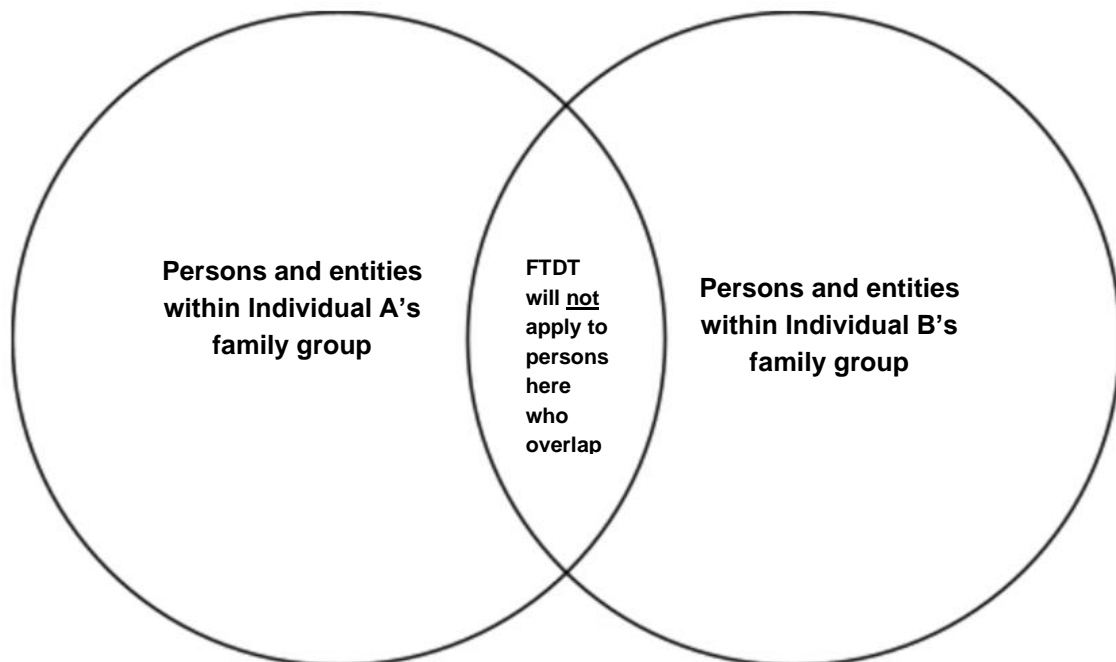 Persons and entities
within Individual A’s
family group
FTDT
will not
apply to
persons
here
who
overlap
Persons and entities
within Individual B’s
family group